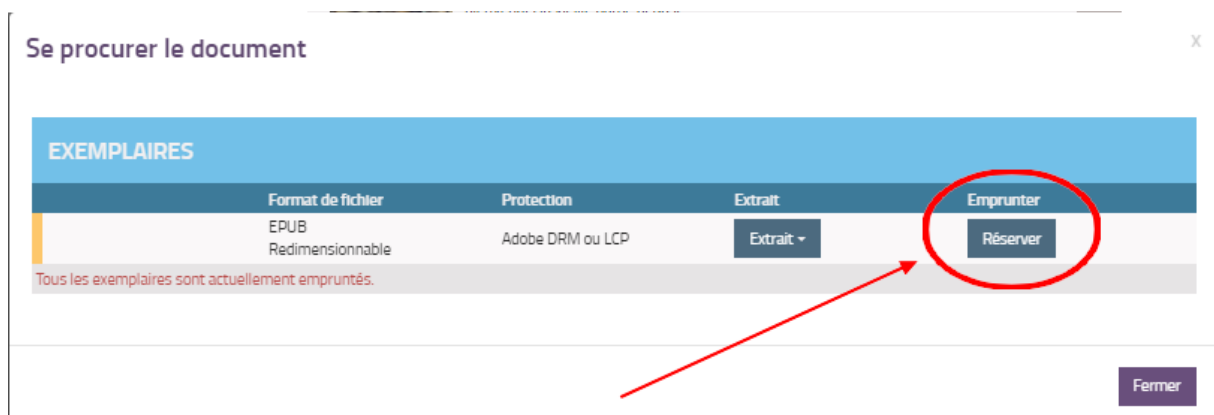 Se procurer le document
x
EXEMPLAIRES
Format de fichier Protection Extrait Emprunter
EPUB
Redimensionnable
Adobe DRM ou LCP
Extrait
Réserver
Tous les exemplaires sont actuellement empruntés.
Fermer